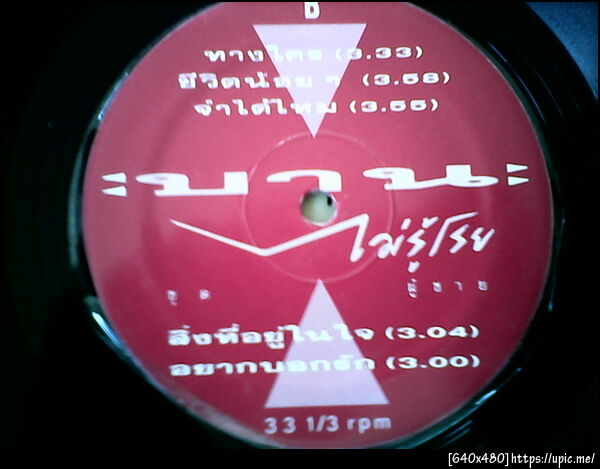 B
ทางใคร (3.33)
ชีวิตน้อย ๆ (3.58)
จำได้ไหม (3.55)
บาน
ไม่รู้โรย
ชุด
ผู้ชาย
สิ่งที่อยู่ในใจ (3.04)
อยากบอกรัก (3.00)
33 1/3 rpm
[640x480]https://upic.me/